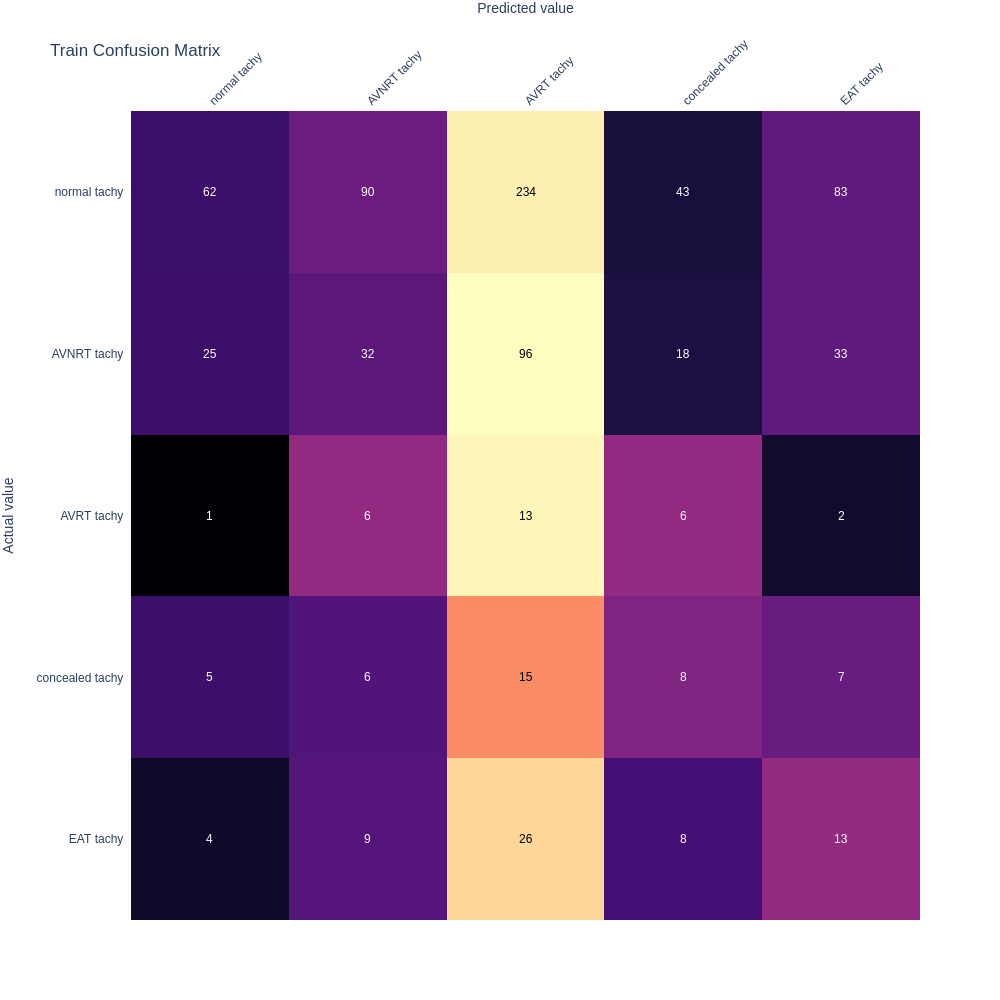 Predicted value
Train Confusion Matrix
normal tachy
AVNRT tachy
AVRT tachy
concealed tachy
EAT tachy
normal tachy 62 90 234 43 83
AVNRT tachy 25 32 96 18 33
AVRT tachy 1 6 13 6 2
concealed tachy 5 6 15 8 7
EAT tachy 4 9 26 8 13
Actual value